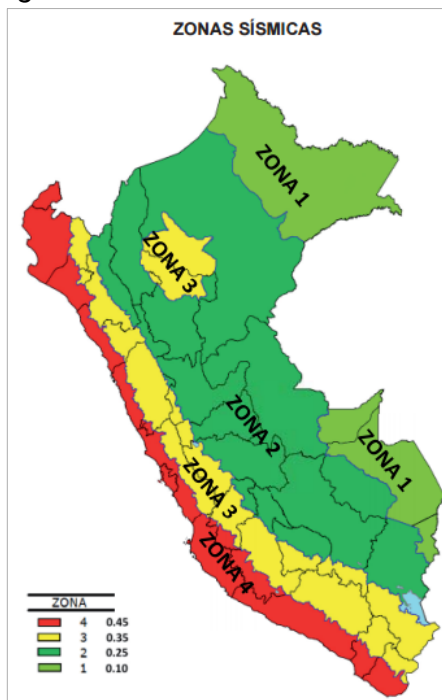 ZONAS SÍSMICAS
ZONA 1
ZONA 3
ZONA 2
ZONA 1
ZONA 3
ZONA 4
ZONA
4 0.45
3 0.35
2 0.25
1 0.10